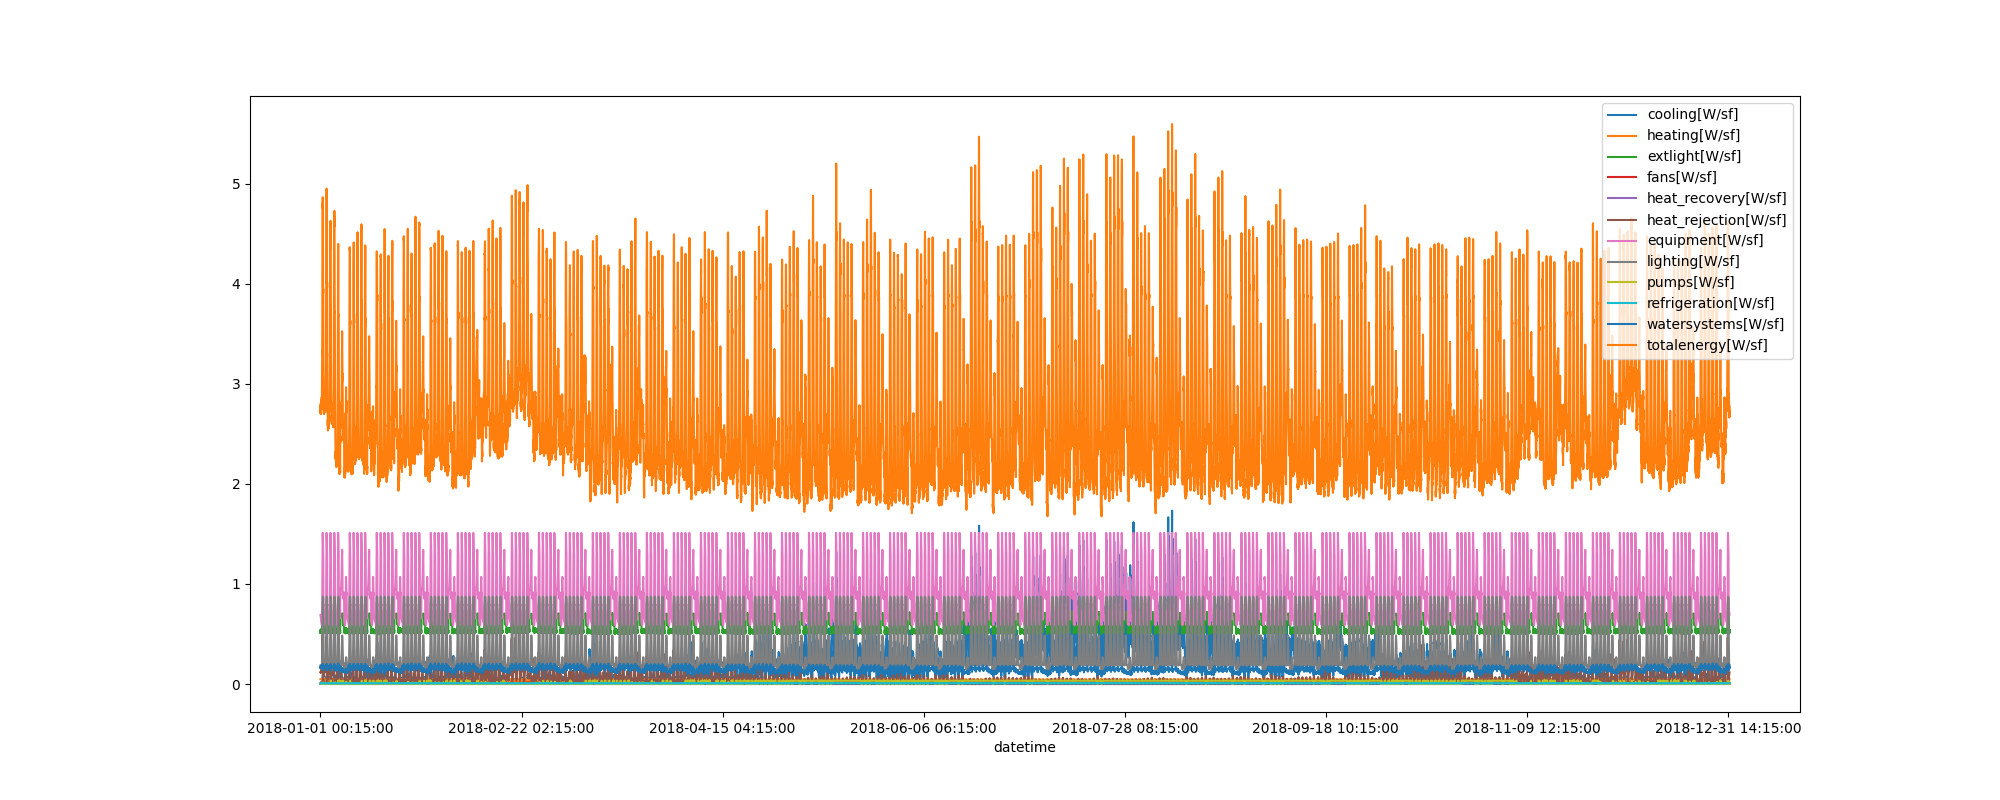 cooling[W/sf]
heating[W/sf]
extlight[W/sf]
fans[W/sf]
heat_recovery[W/sf]
heat_rejection[W/sf]
equipment[W/sf]
lighting[W/sf]
pumps[W/sf]
refrigeration[W/sf]
watersystems[W/sf]
totalenergy[W/sf]
5
4
3
2
1
0
2018-01-01 00:15:00 2018-02-22 02:15:00 2018-04-15 04:15:00 2018-06-06 06:15:00 2018-07-28 08:15:00 2018-09-18 10:15:00 2018-11-09 12:15:00 2018-12-31 14:15:00
datetime